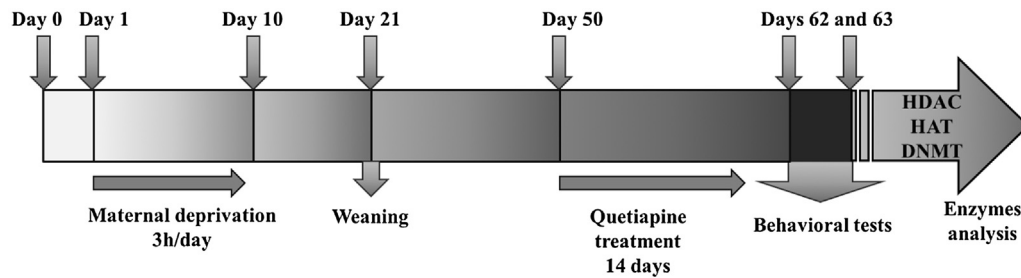 Day 0 Day 1 Day 10 Day 21 Day 50 Days 62 and 63
HDAC
HAT
DNMT
Maternal deprivation
3h/day
Weaning
Quetiapine
treatment
14 days
Behavioral tests
Enzymes
analysis